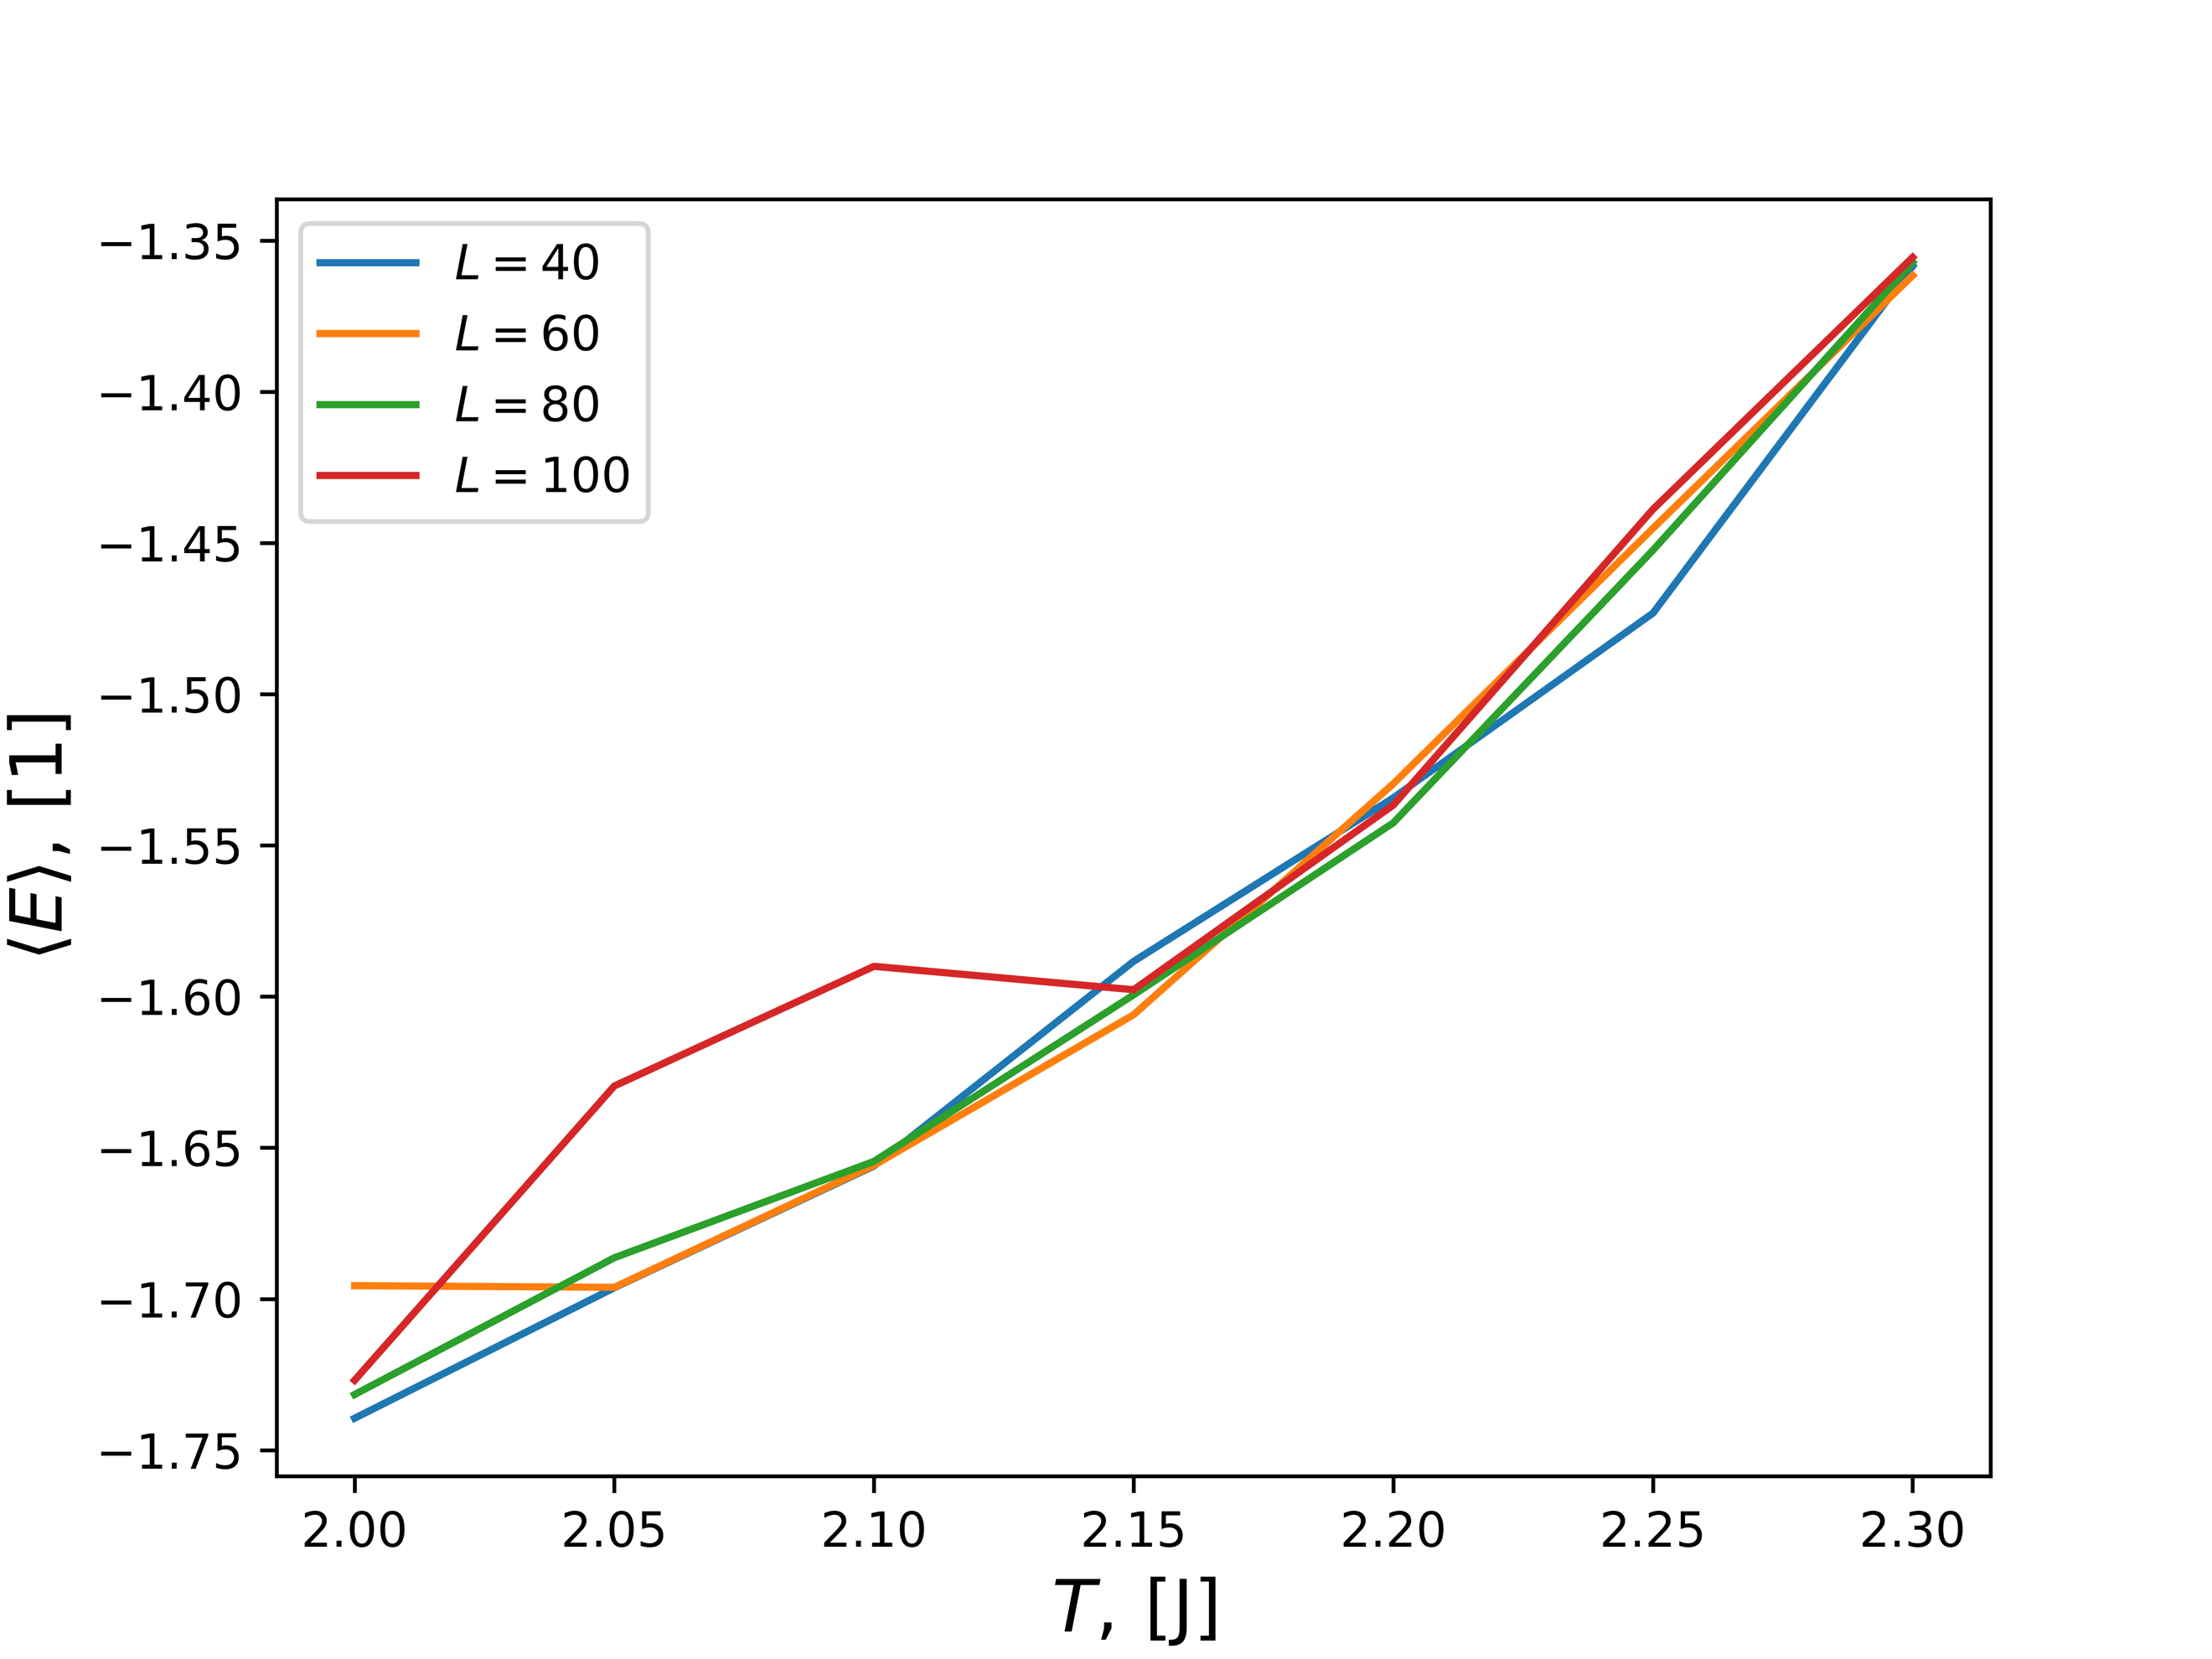 −1.35
−1.40
−1.45
−1.50
−1.55
−1.60
−1.65
−1.70
−1.75
⟨E⟩, [1]
L = 40
L = 60
L = 80
L = 100
2.00 2.05 2.10 2.15 2.20 2.25 2.30
T, [J]